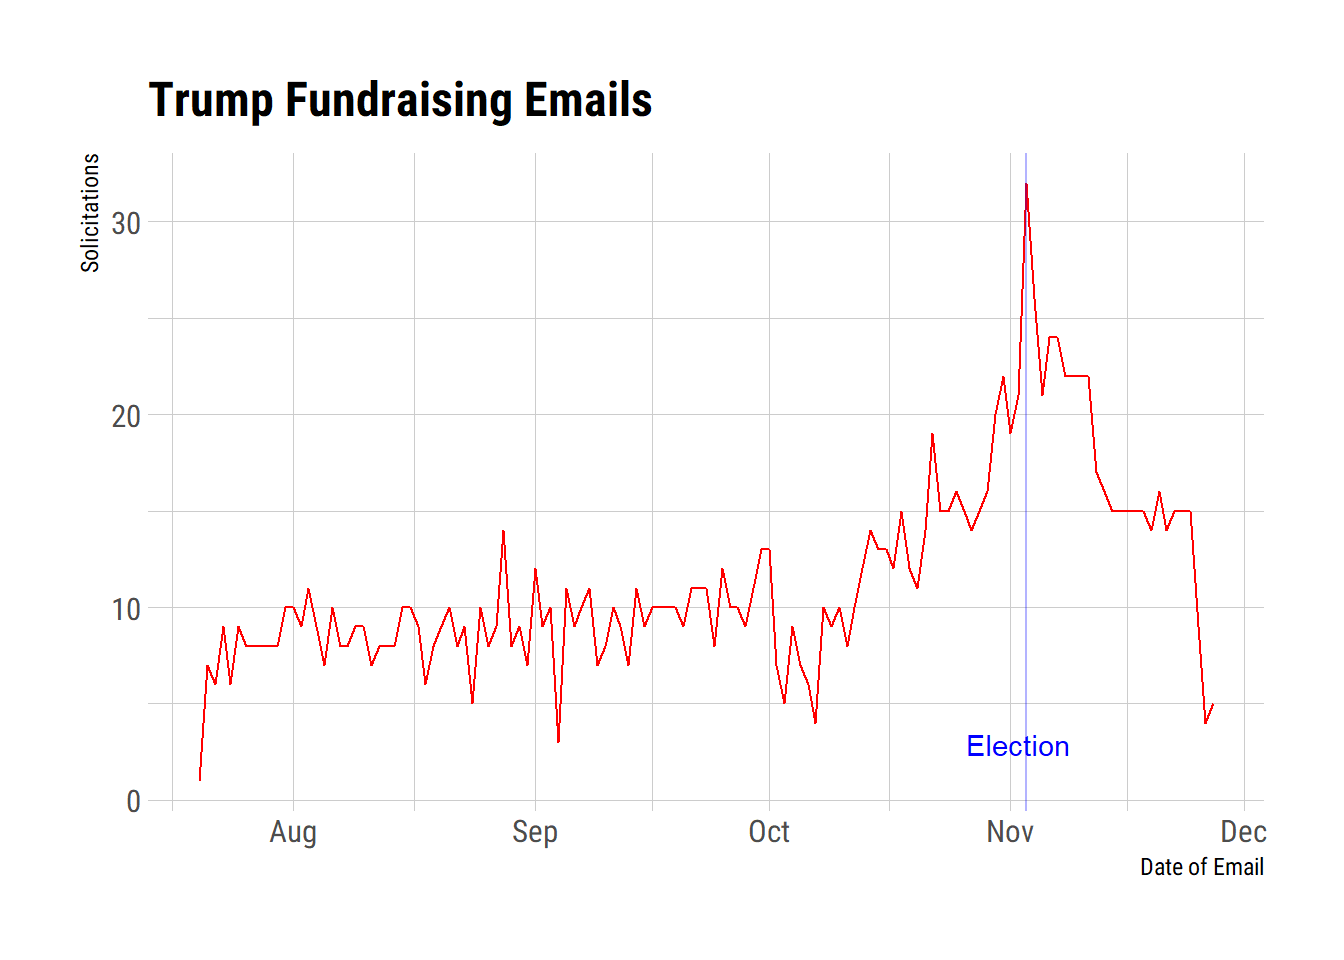 Trump Fundraising Emails
Solicitations
30
20
10
0
Election
Aug Sep Oct Nov Dec
Date of Email